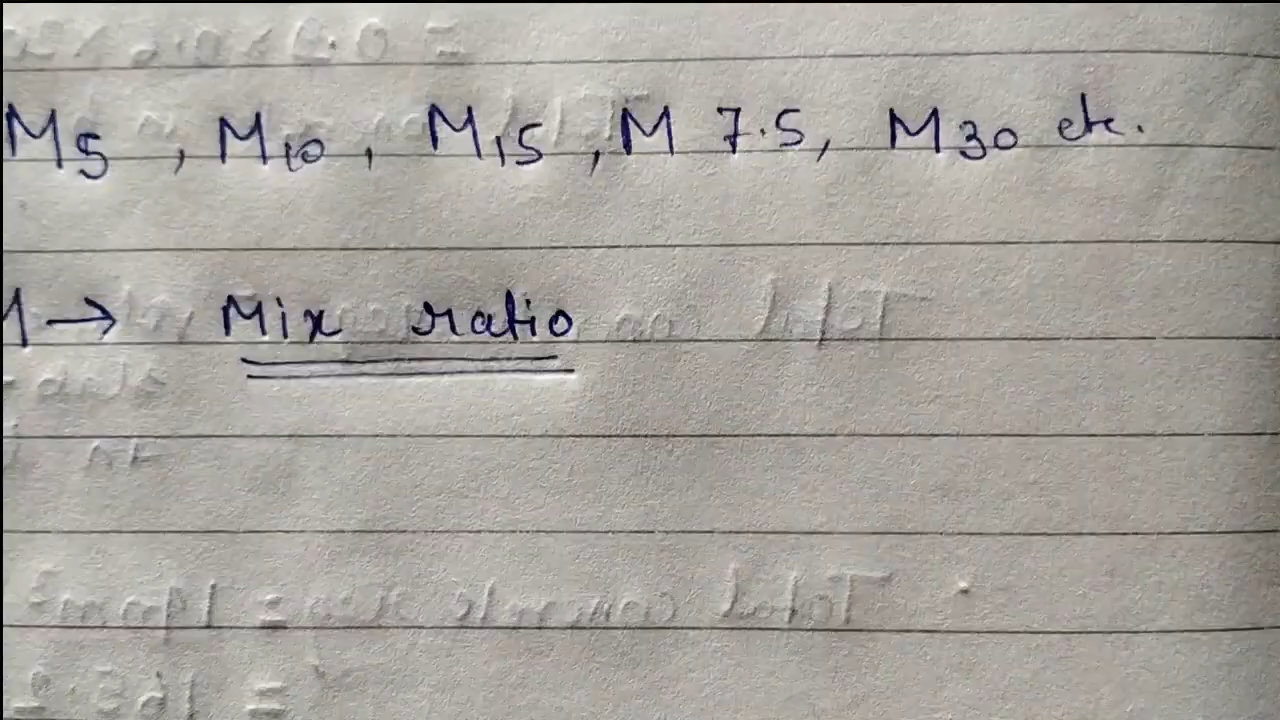 M5 , M10 , M15 , M 7.5, M30 etc.
M → Mix ratio